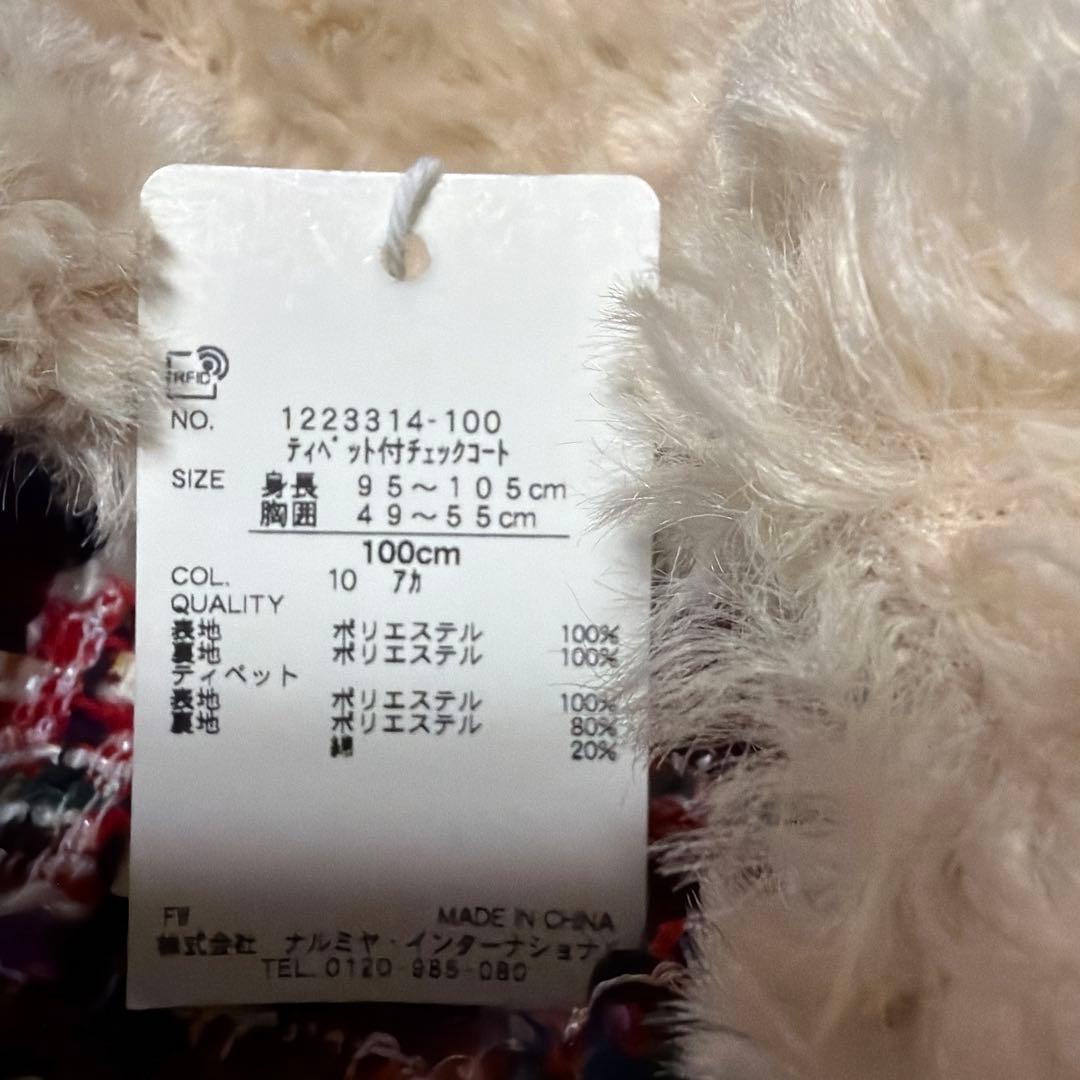 RFID
NO. 1223314-100
ティペット付チェックコート
SIZE 身長 95～105cm
胸囲 49～55cm
100cm
COL. 10 アカ
QUALITY
表地 ポリエステル 100%
裏地 ポリエステル 100%
ティペット
表地 ポリエステル 100%
裏地 ポリエステル 80%
綿 20%
FW MADE IN CHINA
株式会社 ナルミヤ・インターナショナ
TEL.0120-985-080